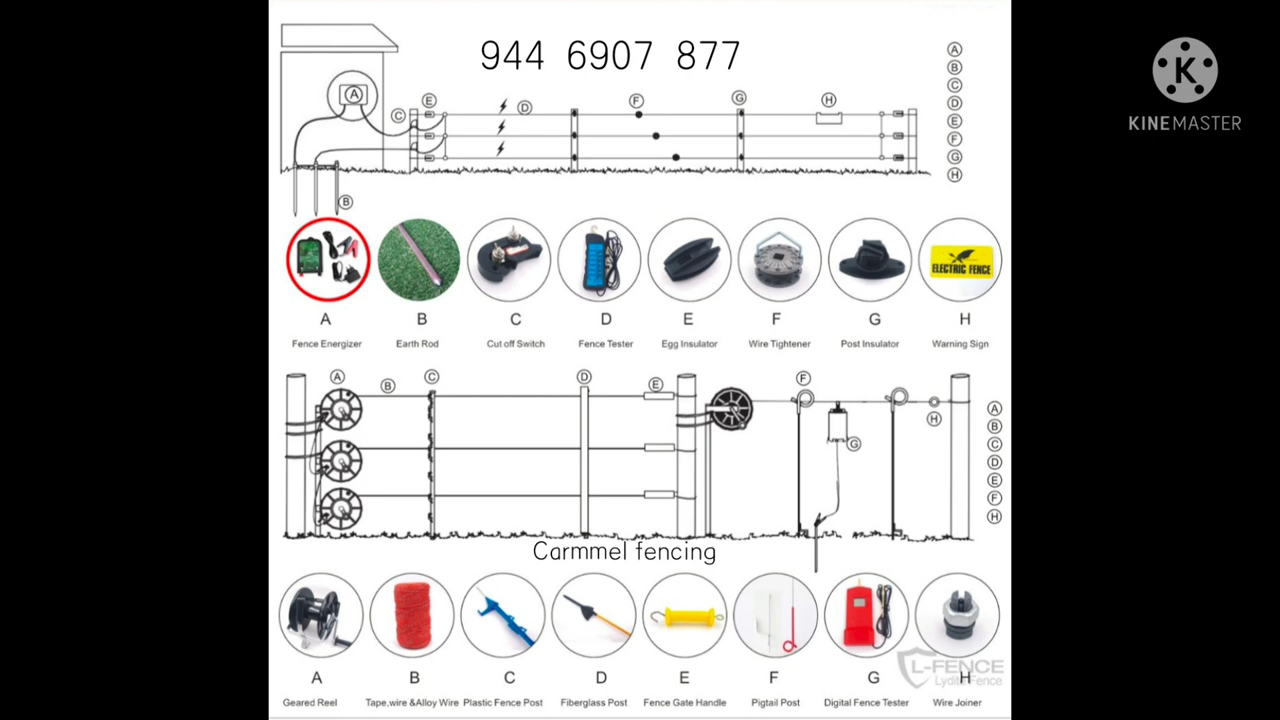 944 6907 877
KINEMASTER
A
E
D
F
G
H
C
B
A
B
C
D
E
F
G
H
ELECTRIC FENCE
A B C D E F G H
Fence Energizer Earth Rod Cut off Switch Fence Tester Egg Insulator Wire Tightener Post Insulator Warning Sign
A B C D E F
G
H
A
B
C
D
E
F
H
Carmmel fencing
L-FENCE
Lydite Fence
A B C D E F G H
Geared Reel Tape,wire &Alloy Wire Plastic Fence Post Fiberglass Post Fence Gate Handle Pigtail Post Digital Fence Tester Wire Joiner